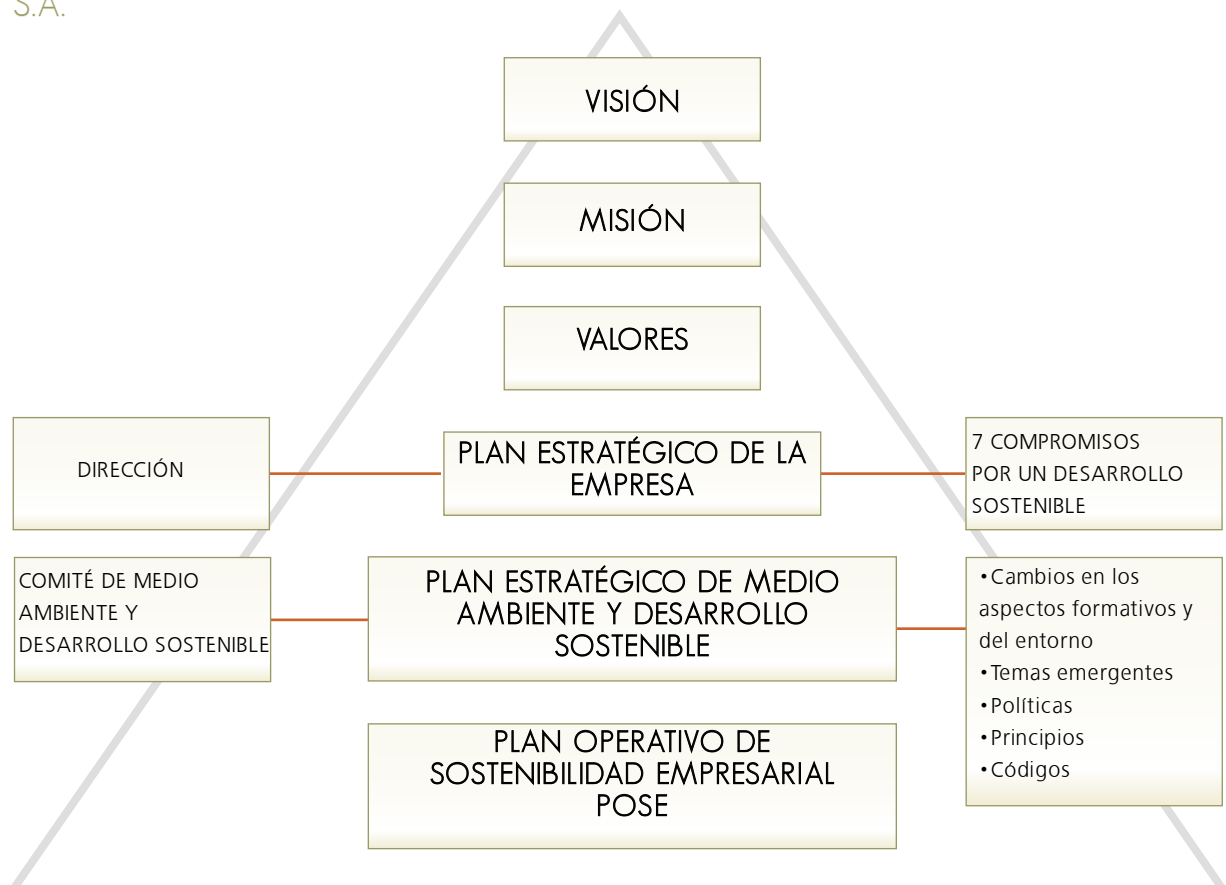 S.A.
VISIÓN
MISIÓN
VALORES
DIRECCIÓN
PLAN ESTRATÉGICO DE LA
EMPRESA
7 COMPROMISOS
POR UN DESARROLLO
SOSTENIBLE
COMITÉ DE MEDIO
AMBIENTE Y
DESARROLLO SOSTENIBLE
PLAN ESTRATÉGICO DE MEDIO
AMBIENTE Y DESARROLLO
SOSTENIBLE
•Cambios en los
aspectos formativos y
del entorno
•Temas emergentes
•Políticas
•Principios
•Códigos
PLAN OPERATIVO DE
SOSTENIBILIDAD EMPRESARIAL
POSE